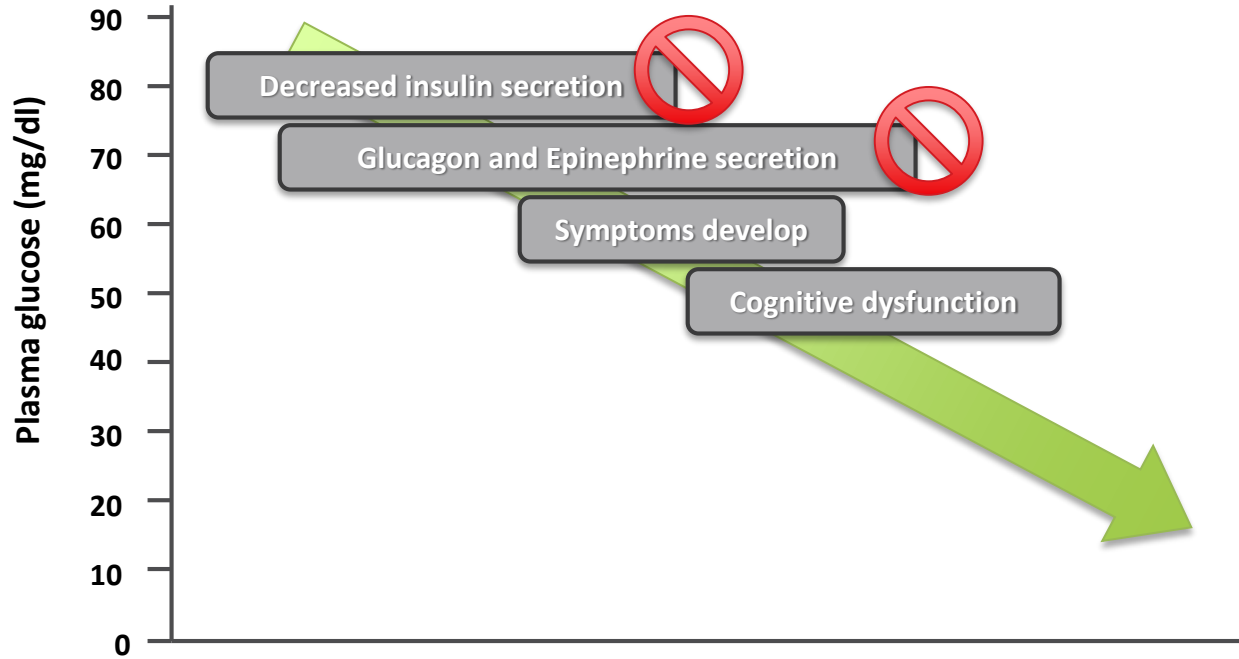 90
Decreased insulin secretion
80
70
Glucagon and Epinephrine secretion
60
Symptoms develop
50
Cognitive dysfunction
40
30
20
10
0
Plasma glucose (mg/dl)